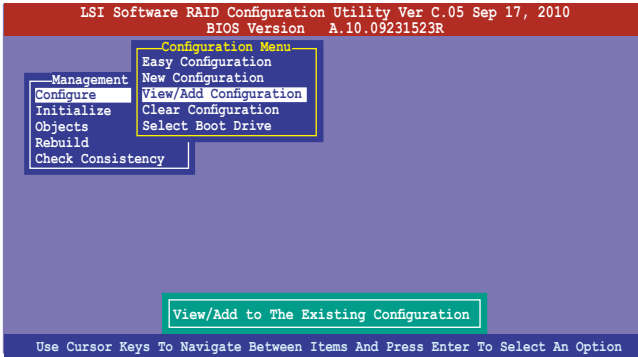 LSI Software RAID Configuration Utility Ver C.05 Sep 17, 2010
BIOS Version A.10.09231523R
Configuration Menu
Easy Configuration
New Configuration
View/Add Configuration
Clear Configuration
Select Boot Drive
Management
Configure
Initialize
Objects
Rebuild
Check Consistency
View/Add to The Existing Configuration
Use Cursor Keys To Navigate Between Items And Press Enter To Select An Option